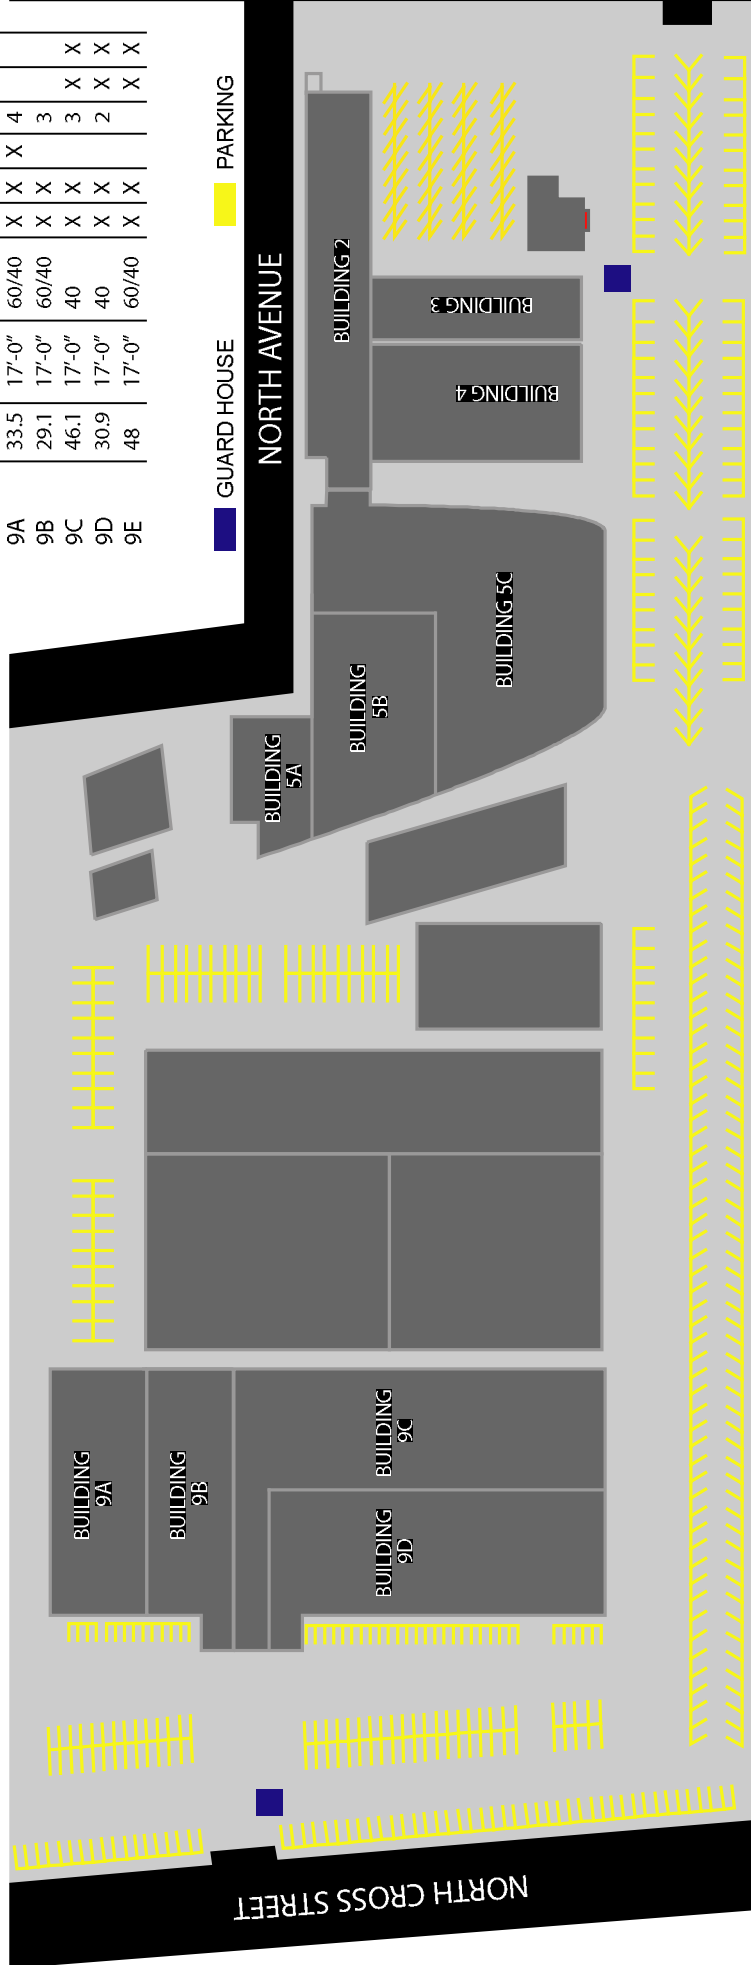 9A 33.5 17'-0" 60/40 X X X 4
9B 29.1 17'-0" 60/40 X X 3
9C 46.1 17'-0" 40 X X 3 X X
9D 30.9 17'-0" 40 X X 2 X X
9E 48 17'-0" 60/40 X X X X
GUARD HOUSE
PARKING
NORTH AVENUE
BUILDING 2
BUILDING 3
BUILDING 4
BUILDING 5C
BUILDING
5B
BUILDING
5A
BUILDING
9A
BUILDING
9B
BUILDING
9C
BUILDING
9D
NORTH CROSS STREET